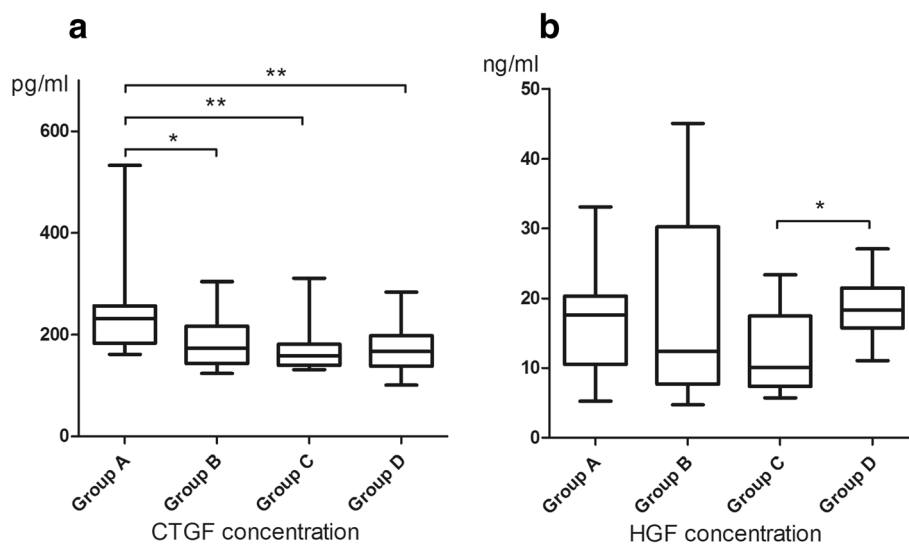 a
pg/ml
600
400
200
0
**
**
*
Group A
Group B
Group C
Group D
CTGF concentration
b
ng/ml
50
40
30
20
10
0
*
Group A
Group B
Group C
Group D
HGF concentration